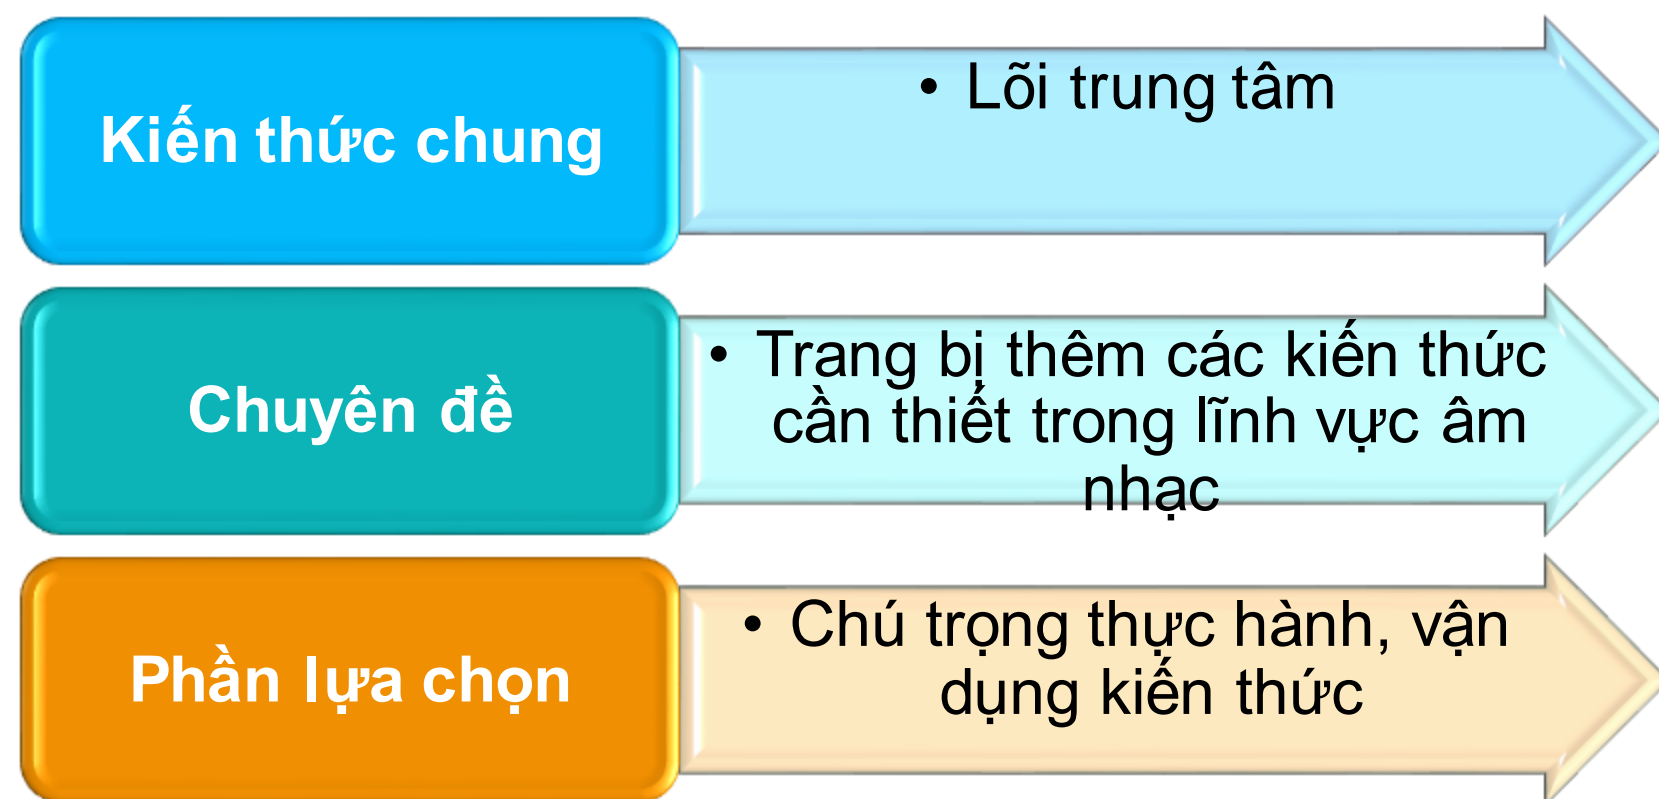 Kiến thức chung
• Lõi trung tâm
Chuyên đề
• Trang bị thêm các kiến thức
cần thiết trong lĩnh vực âm
nhạc
Phần lựa chọn
• Chú trọng thực hành, vận
dụng kiến thức